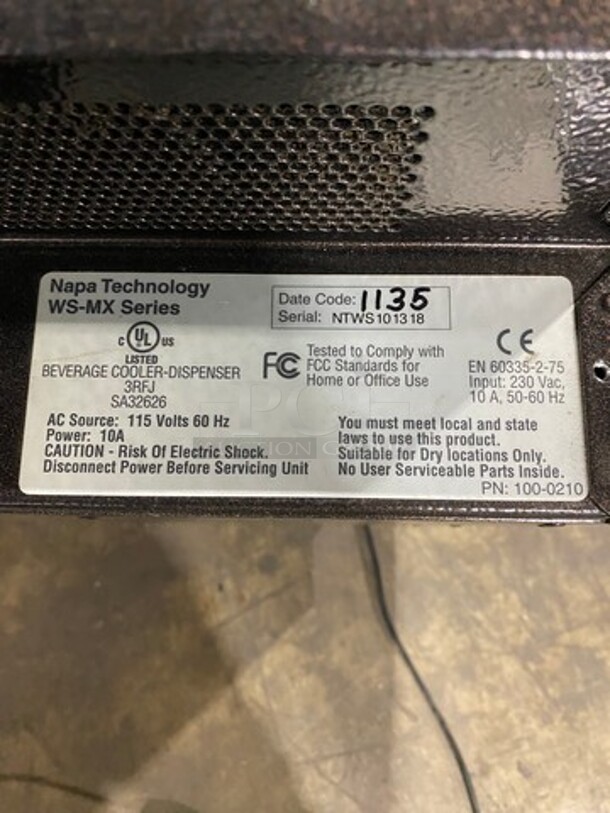 Napa Technology
WS-MX Series
Date Code: 1135
Serial: NTWS101318
C UL US
LISTED
BEVERAGE COOLER-DISPENSER
3RFJ
SA32626
FC Tested to Comply with
FCC Standards for
Home or Office Use
CE
EN 60335-2-75
Input: 230 Vac,
10 A, 50-60 Hz
AC Source: 115 Volts 60 Hz
Power: 10A
CAUTION - Risk Of Electric Shock.
Disconnect Power Before Servicing Unit
You must meet local and state
laws to use this product.
Suitable for Dry locations Only.
No User Serviceable Parts Inside.
PN: 100-0210